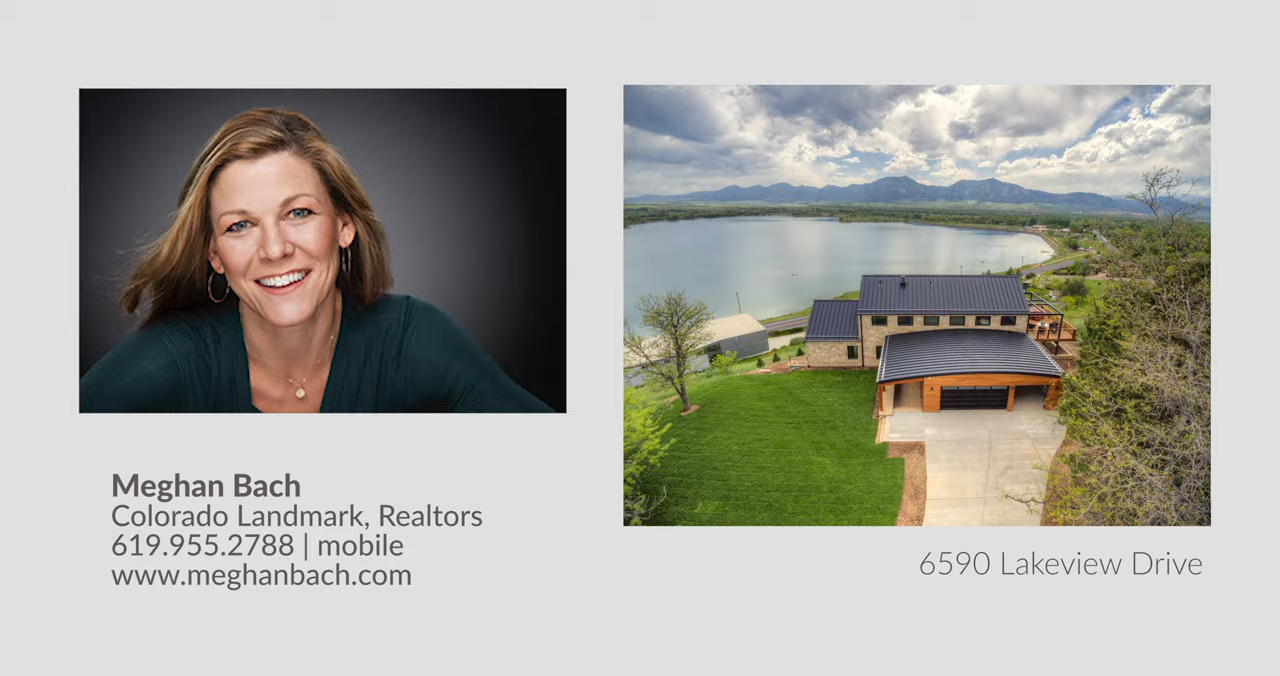 Meghan Bach
Colorado Landmark, Realtors
619.955.2788 | mobile
www.meghanbach.com
6590 Lakeview Drive